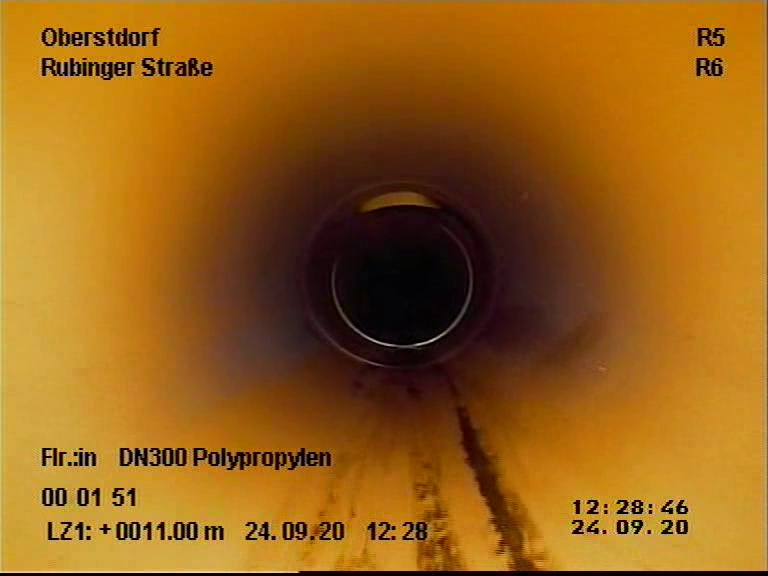 Oberstdorf
R5
Rubinger Straße
R6
Flr.:in DN300 Polypropylen
00 01 51
LZ1: +0011.00 m 24.09.20 12:28
12:28:46
24.09.20